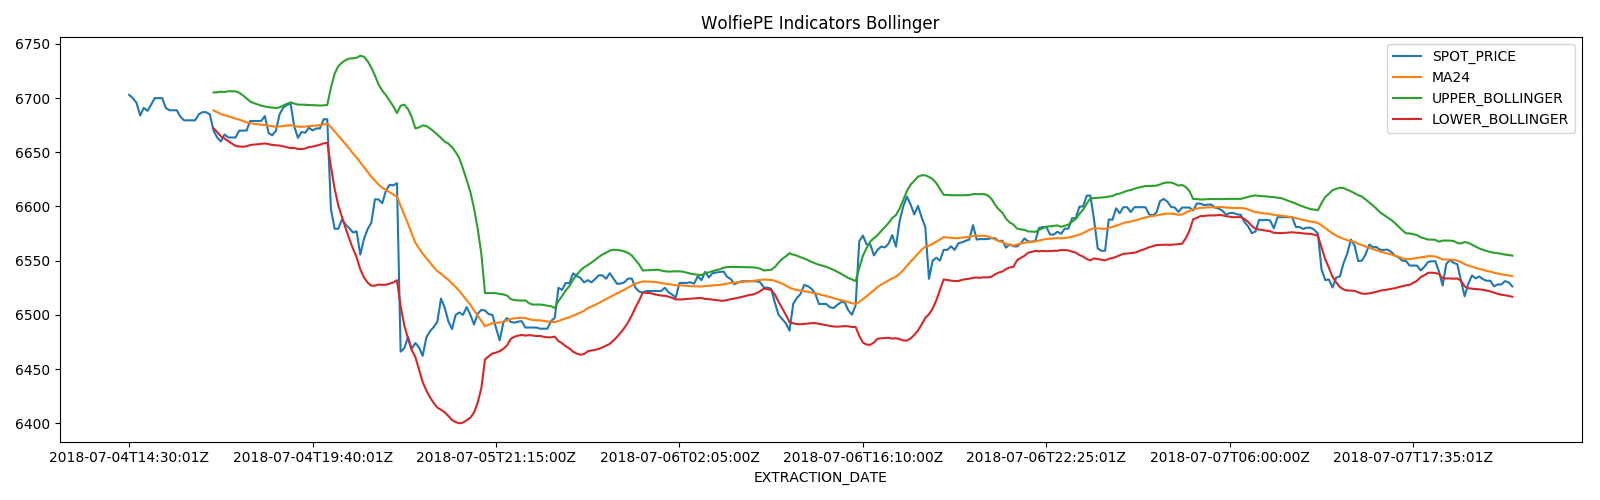 WolfiePE Indicators Bollinger
6750
6700
6650
6600
6550
6500
6450
6400
SPOT_PRICE
MA24
UPPER_BOLLINGER
LOWER_BOLLINGER
2018-07-04T14:30:01Z 2018-07-04T19:40:01Z 2018-07-05T21:15:00Z 2018-07-06T02:05:00Z 2018-07-06T16:10:00Z 2018-07-06T22:25:01Z 2018-07-07T06:00:00Z 2018-07-07T17:35:01Z
EXTRACTION_DATE